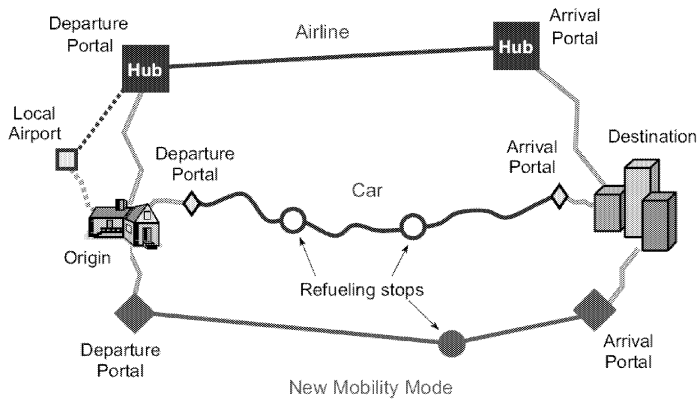 Departure
Portal
Airline
Arrival
Portal
Hub
Hub
Local
Airport
Departure
Portal
Car
Arrival
Portal
Destination
Origin
Refueling stops
Departure
Portal
Arrival
Portal
New Mobility Mode